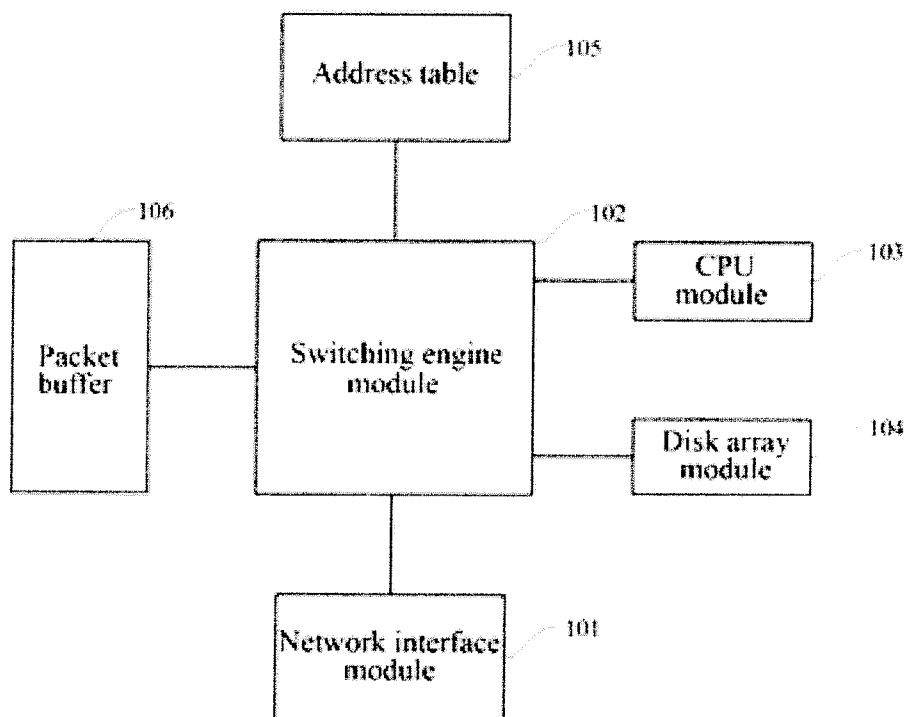 Address table
105
106
102
103
CPU
module
Packet
buffer
Switching engine
module
104
Disk array
module
Network interface
module
101